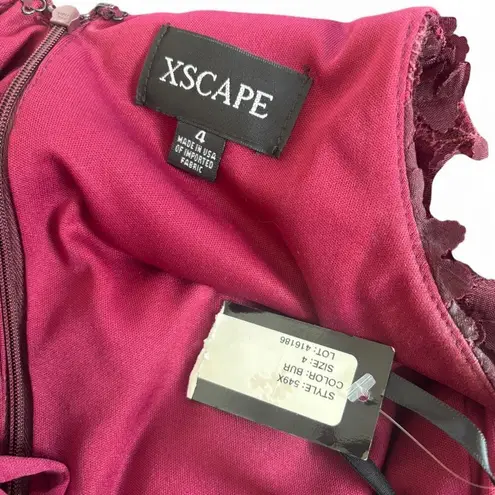 XSCAPE
4
MADE IN USA
OF IMPORTED
FABRIC
STYLE: 549X
COLOR: BUR
SIZE: 4
LOT: 416186